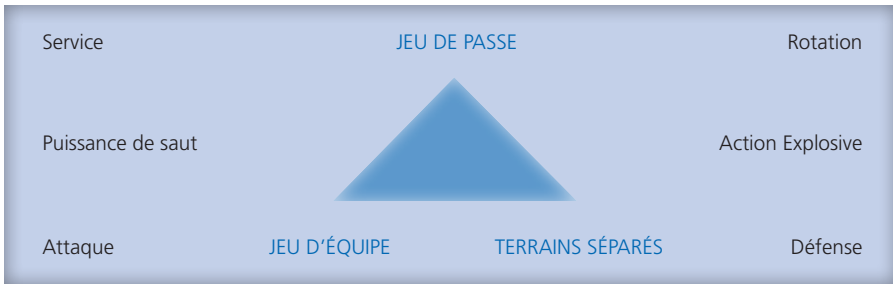 Service JEU DE PASSE Rotation
Puissance de saut Action Explosive
Attaque JEU D'ÉQUIPE TERRAINS SÉPARÉS Défense